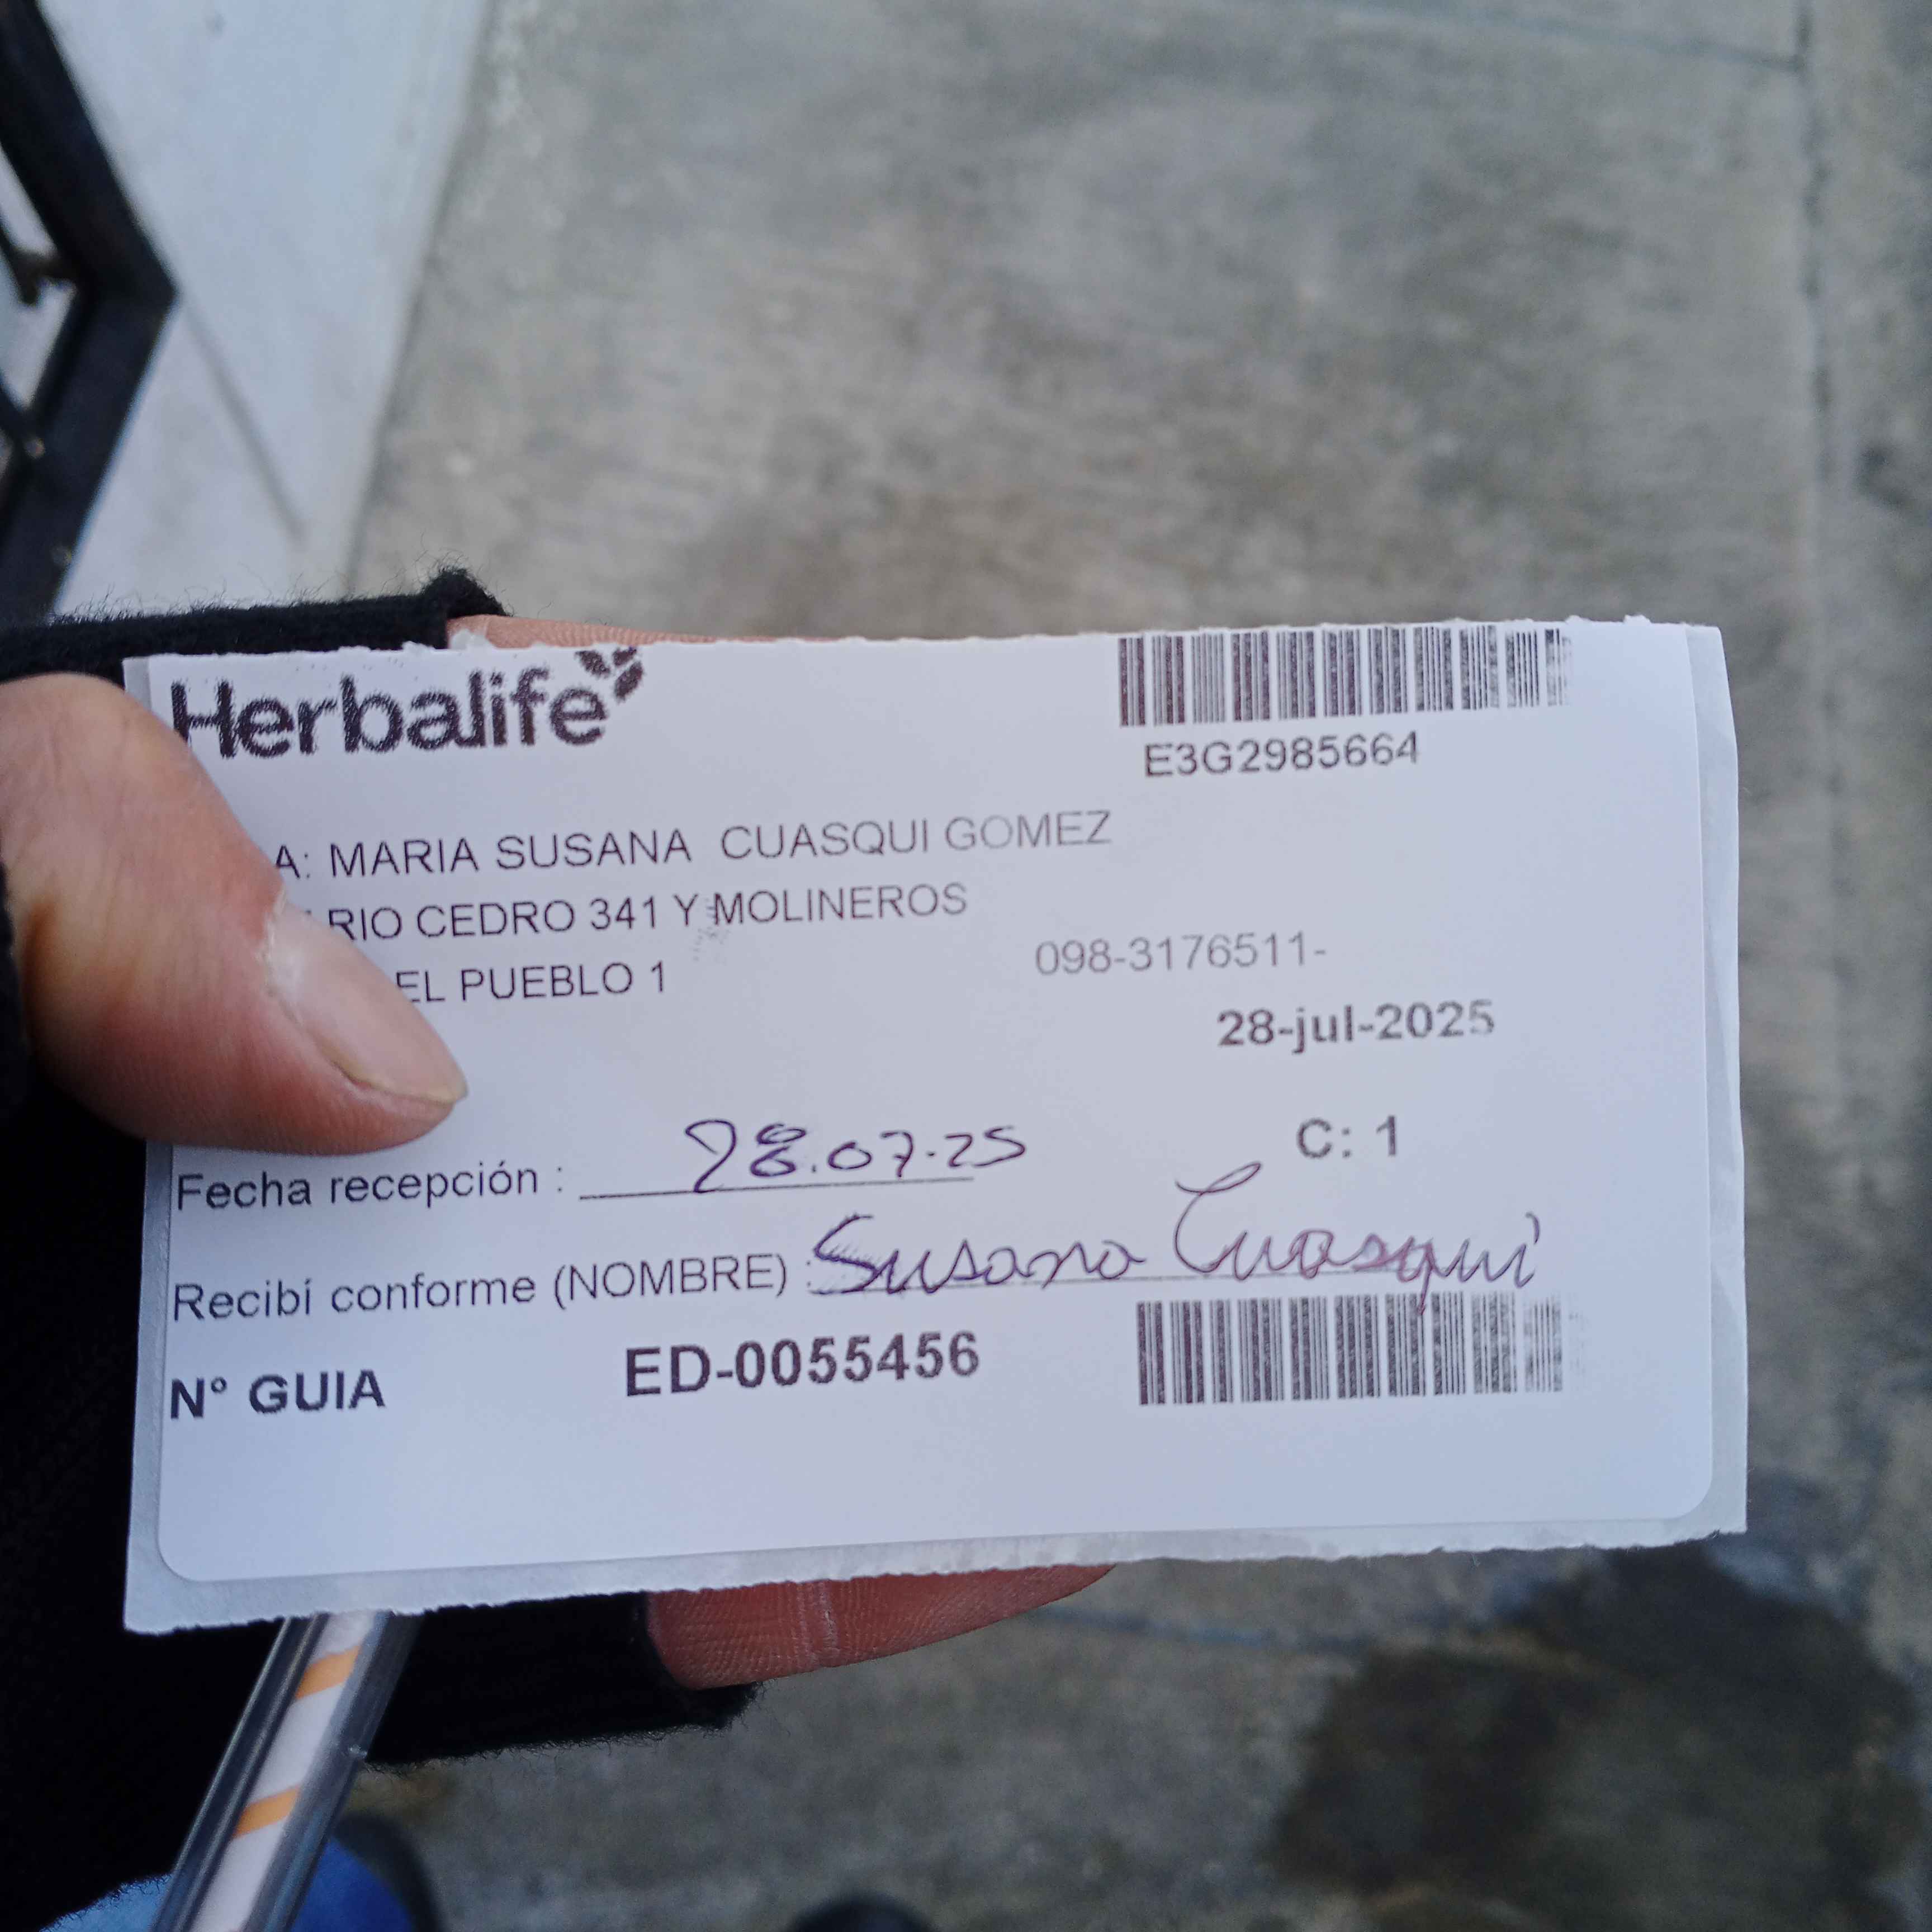 Herbalife
E3G2985664
A: MARIA SUSANA CUASQUI GOMEZ
RIO CEDRO 341 Y MOLINEROS
EL PUEBLO 1
098-3176511-
28-jul-2025
C: 1
Fecha recepción : 28.07.25
Recibí conforme (NOMBRE) : Susana Cuasqui
N° GUIA ED-0055456